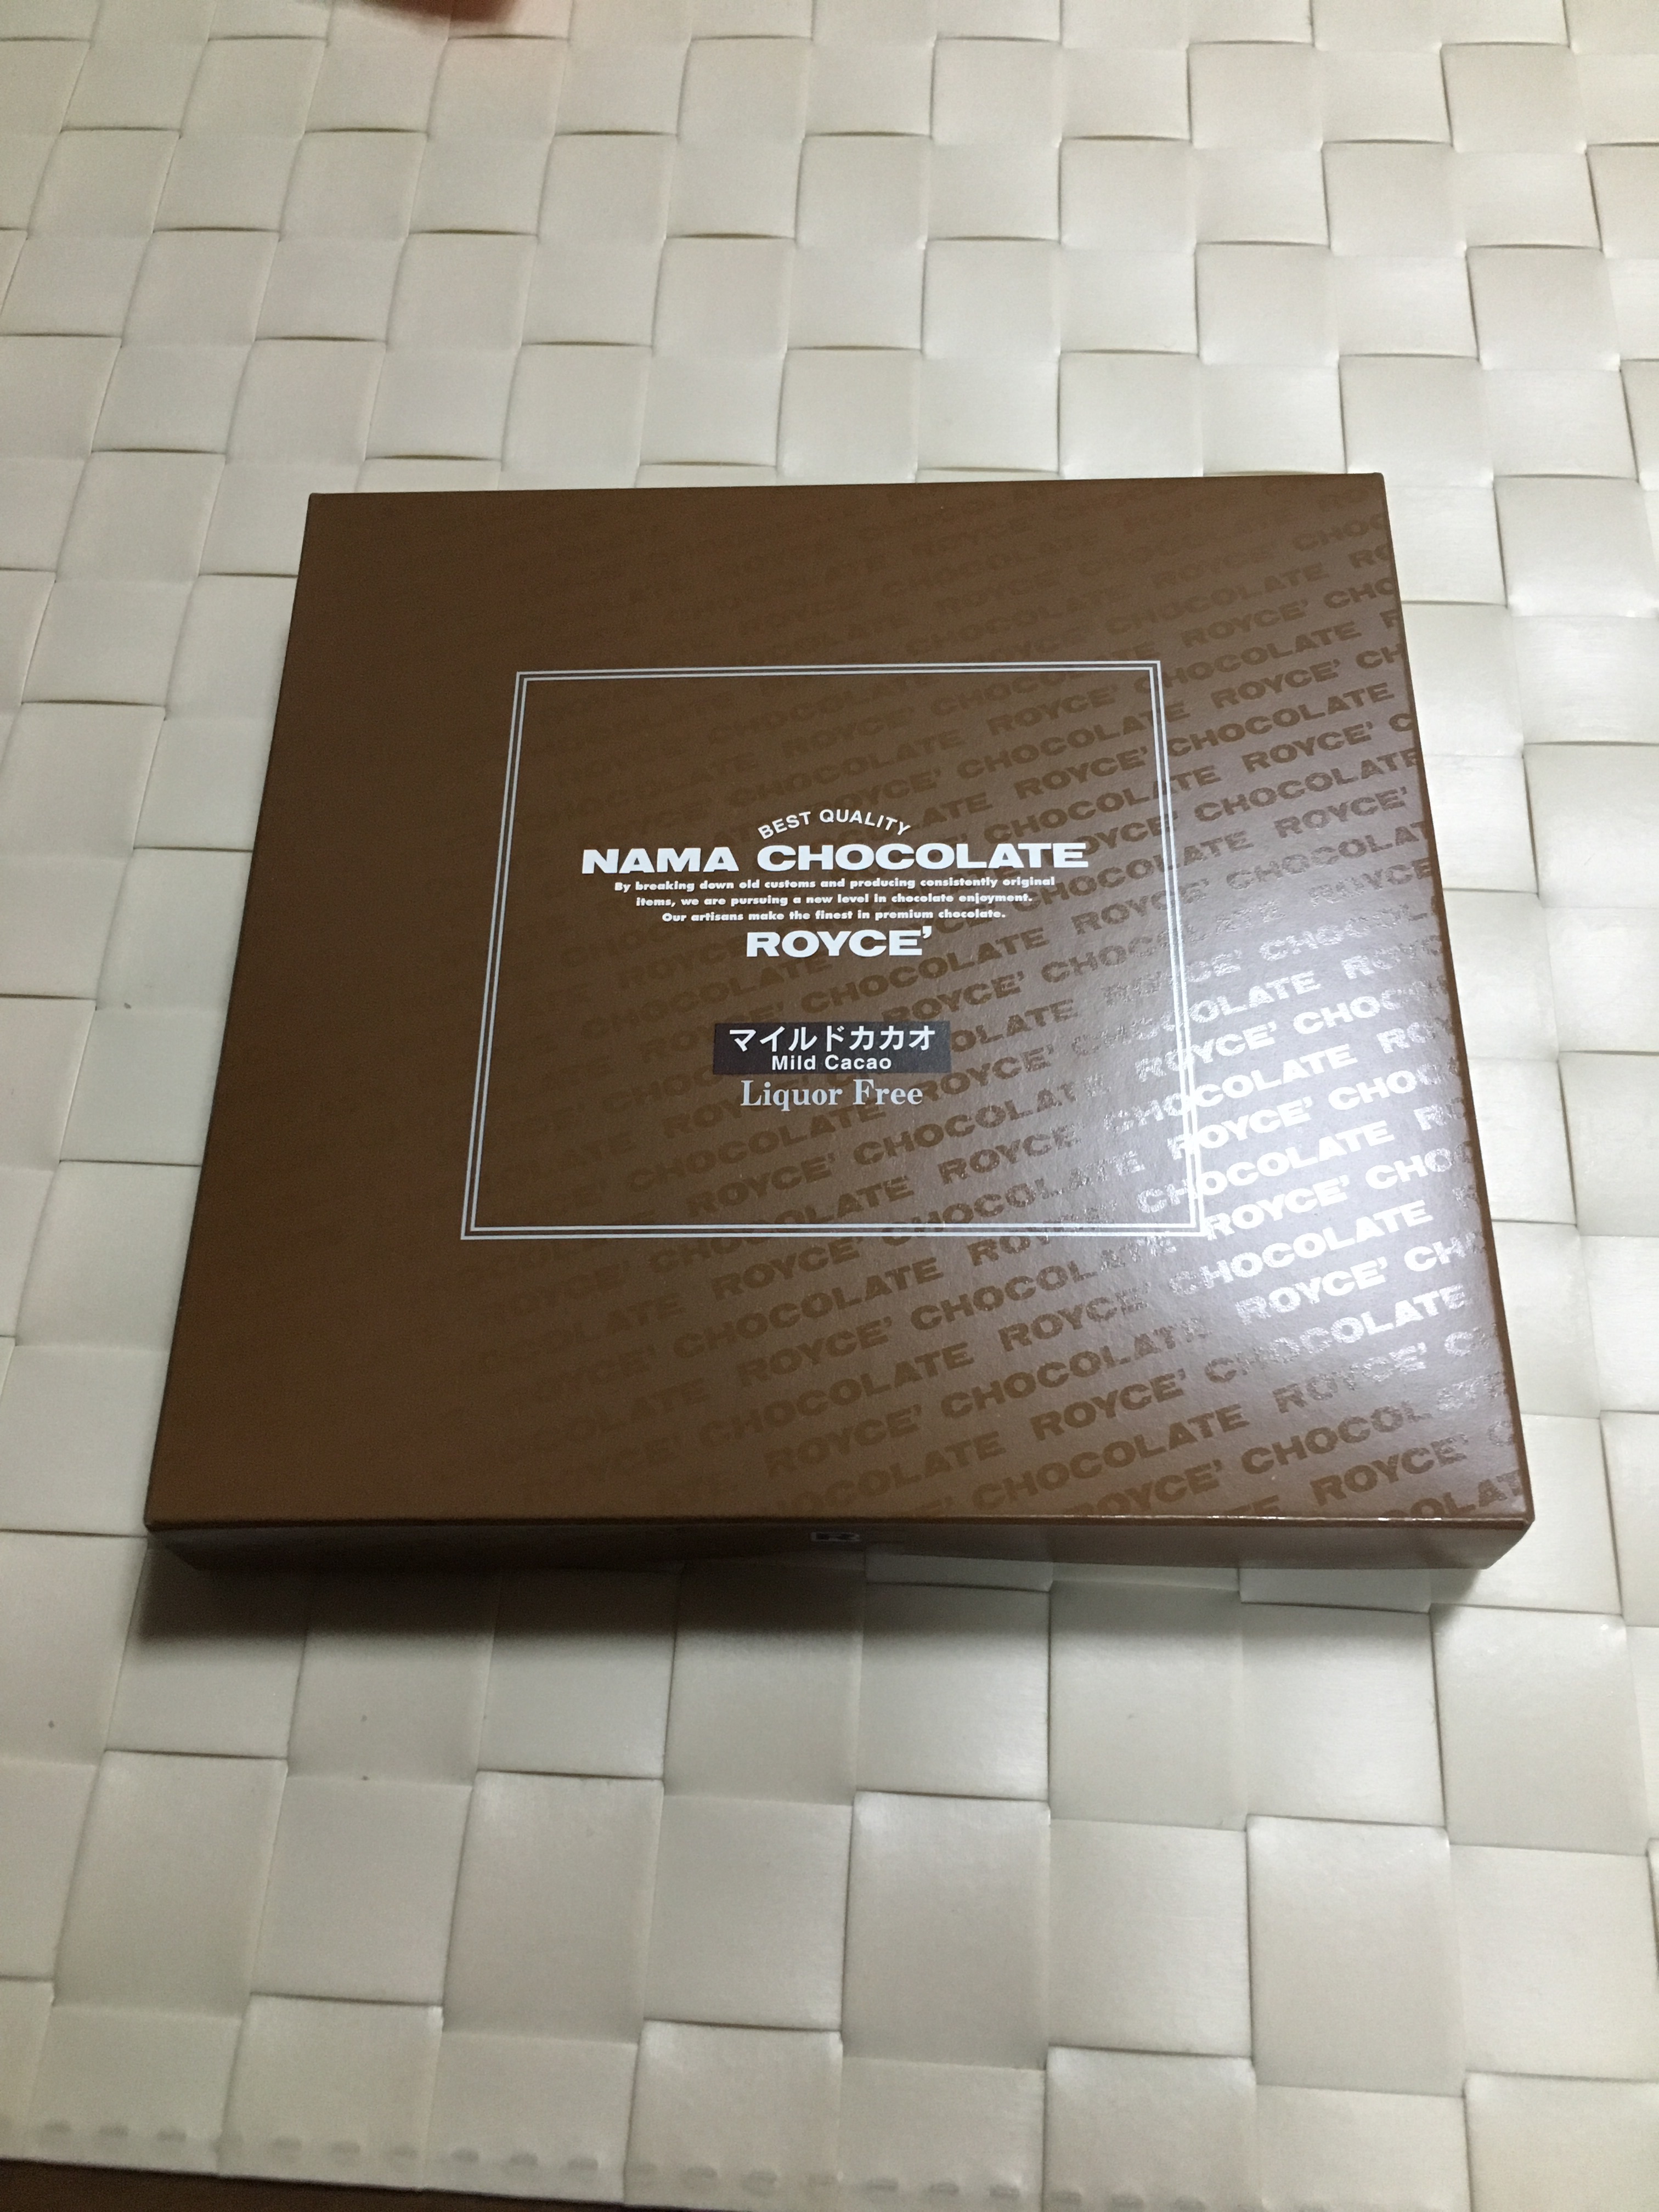 BEST QUALITY
NAMA CHOCOLATE
By breaking down old customs and producing consistently original
items, we are pursuing a new level in chocolate enjoyment.
Our artisans make the finest in premium chocolate.
ROYCE'
マイルドカカオ
Mild Cacao
Liquor Free
ROYCE' CHOCOLATE
R